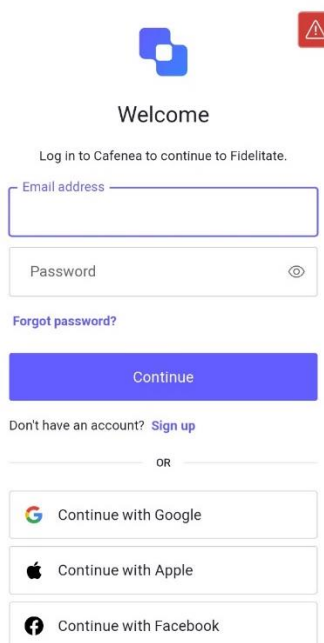 Welcome
Log in to Cafenea to continue to Fidelitate.
Email address
Password
Forgot password?
Continue
Don't have an account? Sign up
OR
Continue with Google
Continue with Apple
Continue with Facebook